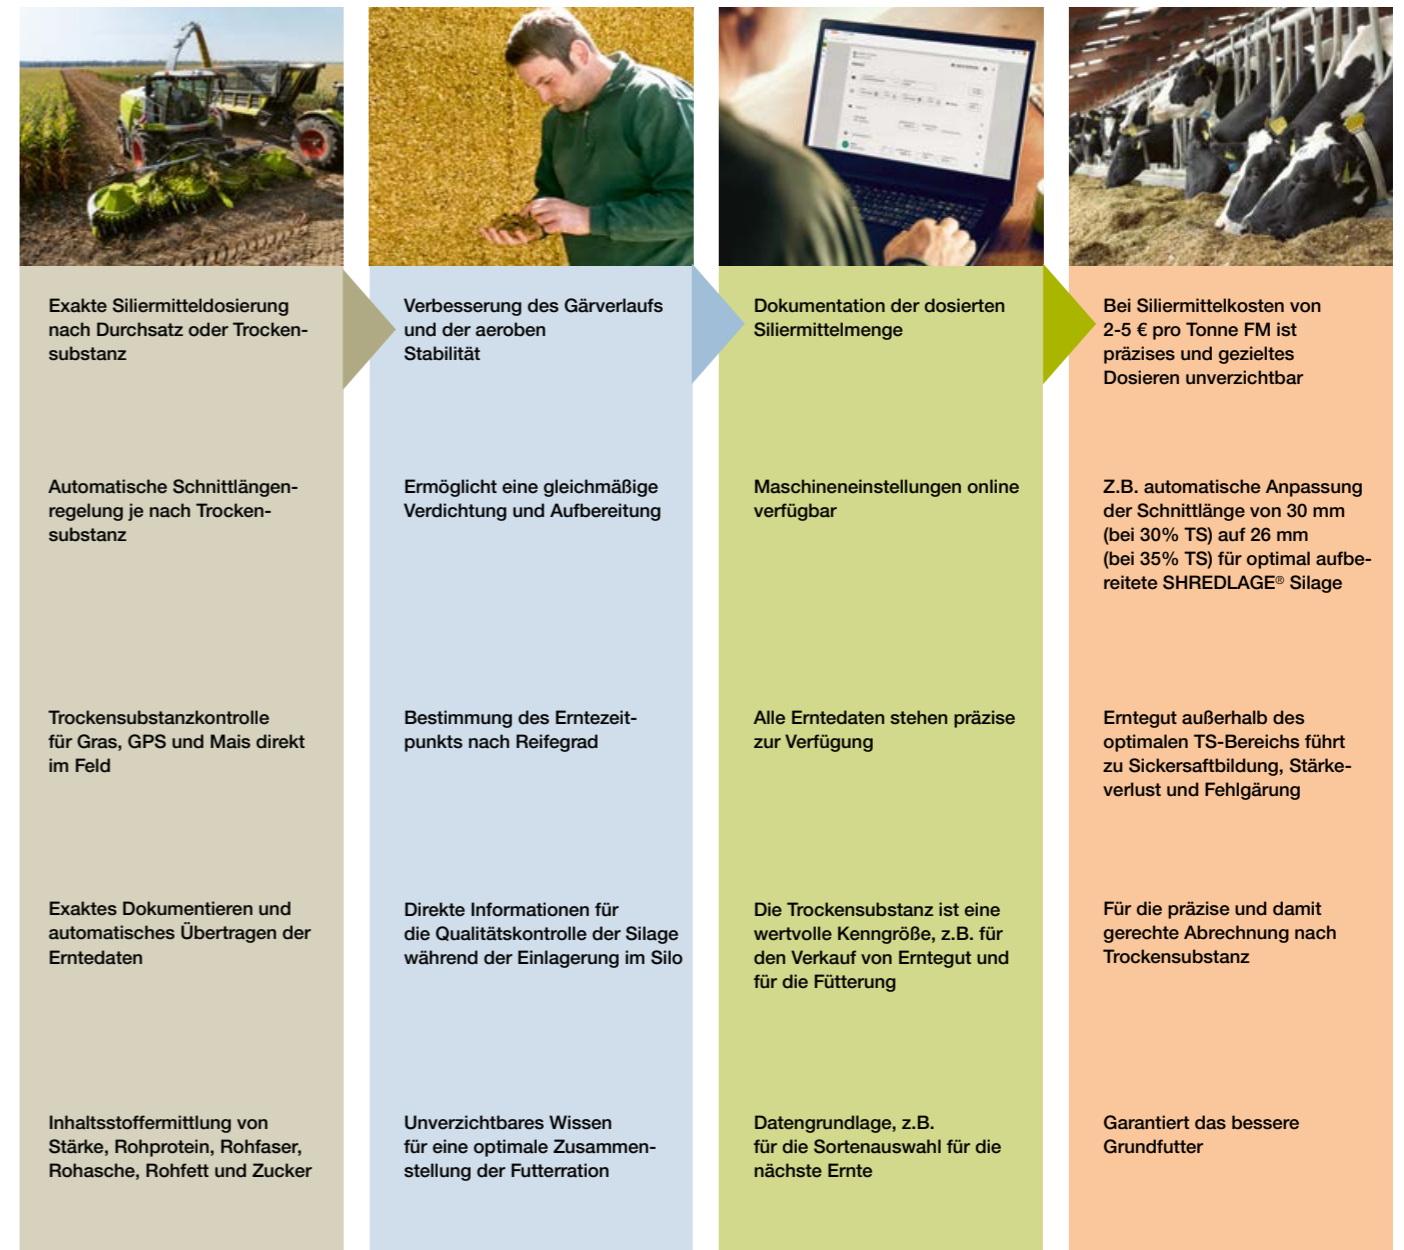 Exakte Siliermitteldosierung
nach Durchsatz oder Trocken-
substanz
Verbesserung des Gärverlaufs
und der aeroben
Stabilität
Dokumentation der dosierten
Siliermittelmenge
Bei Siliermittelkosten von
2-5 € pro Tonne FM ist
präzises und gezieltes
Dosieren unverzichtbar
Automatische Schnittlängen-
regelung je nach Trocken-
substanz
Ermöglicht eine gleichmäßige
Verdichtung und Aufbereitung
Maschineneinstellungen online
verfügbar
Z.B. automatische Anpassung
der Schnittlänge von 30 mm
(bei 30% TS) auf 26 mm
(bei 35% TS) für optimal aufbe-
reitete SHREDLAGE® Silage
Trockensubstanzkontrolle
für Gras, GPS und Mais direkt
im Feld
Bestimmung des Erntezeit-
punkts nach Reifegrad
Alle Erntedaten stehen präzise
zur Verfügung
Erntegut außerhalb des
optimalen TS-Bereichs führt
zu Sickersaftbildung, Stärke-
verlust und Fehlgärung
Exaktes Dokumentieren und
automatisches Übertragen der
Erntedaten
Direkte Informationen für
die Qualitätskontrolle der Silage
während der Einlagerung im Silo
Die Trockensubstanz ist eine
wertvolle Kenngröße, z.B. für
den Verkauf von Erntegut und
für die Fütterung
Für die präzise und damit
gerechte Abrechnung nach
Trockensubstanz
Inhaltsstoffermittlung von
Stärke, Rohprotein, Rohfaser,
Rohasche, Rohfett und Zucker
Unverzichtbares Wissen
für eine optimale Zusammen-
stellung der Futterration
Datengrundlage, z.B.
für die Sortenauswahl für die
nächste Ernte
Garantiert das bessere
Grundfutter